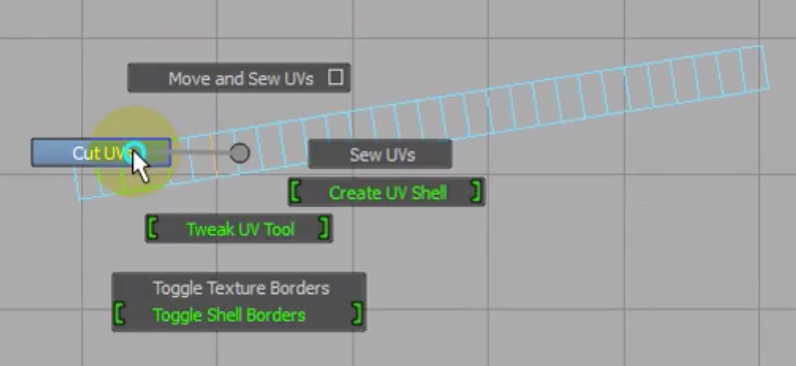 Move and Sew UVs
Cut UVs
Sew UVs
Create UV Shell
Tweak UV Tool
Toggle Texture Borders
Toggle Shell Borders